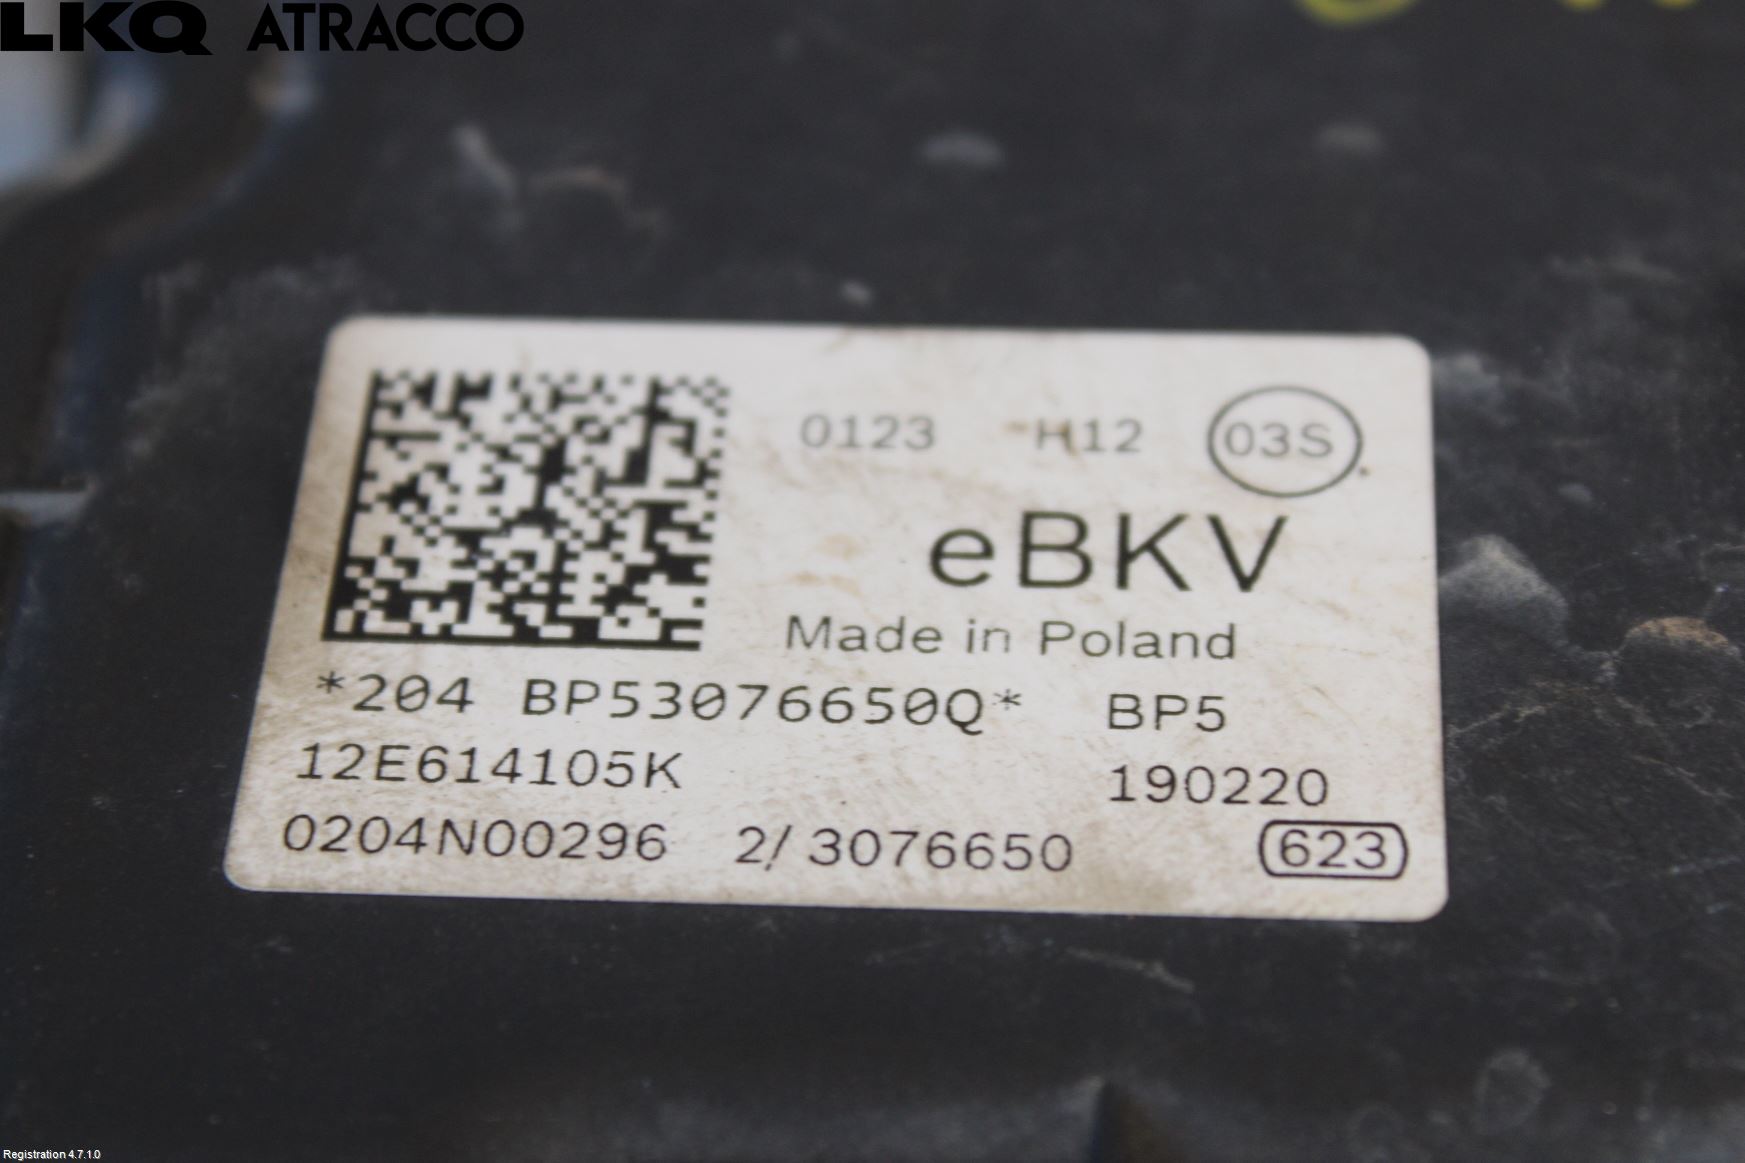 LKQ ATRACCO
0123 H12 03S
eBKV
Made in Poland
*204 BP53076650Q* BP5
12E614105K 190220
0204N00296 2/3076650 623
Registration 4.7.1.0